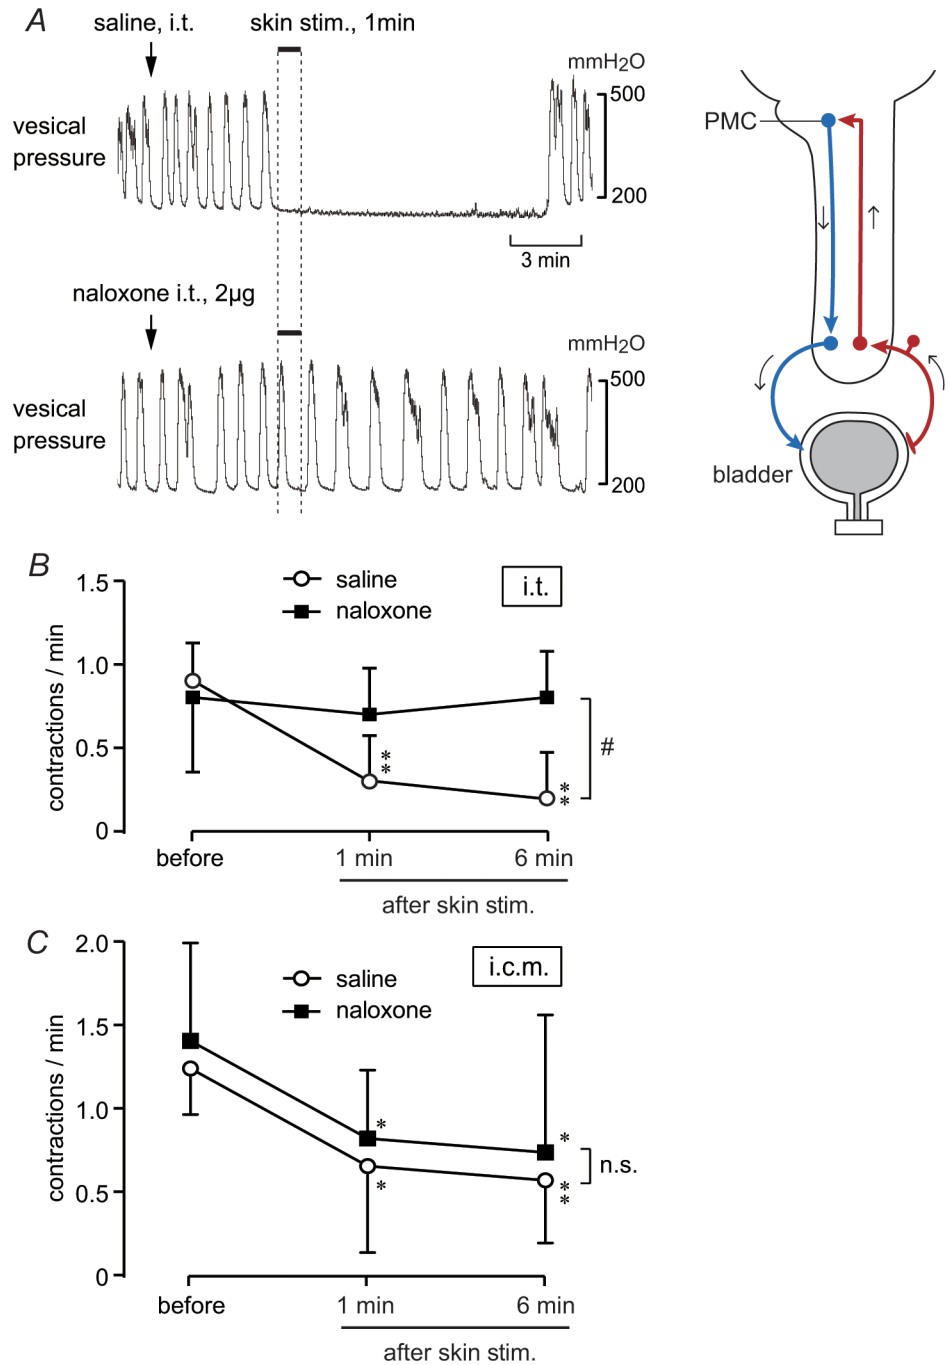 A
saline, i.t.
skin stim., 1min
mmH2O
500
vesical
pressure
200
3 min
naloxone i.t., 2µg
mmH2O
500
vesical
pressure
200
PMC
bladder
B
1.5
saline
i.t.
naloxone
1.0
contractions / min
0.5
**
#
**
0
before
1 min
6 min
after skin stim.
C
2.0
saline
i.c.m.
naloxone
1.5
contractions / min
1.0
*
*
n.s.
*
**
0.5
0
before
1 min
6 min
after skin stim.